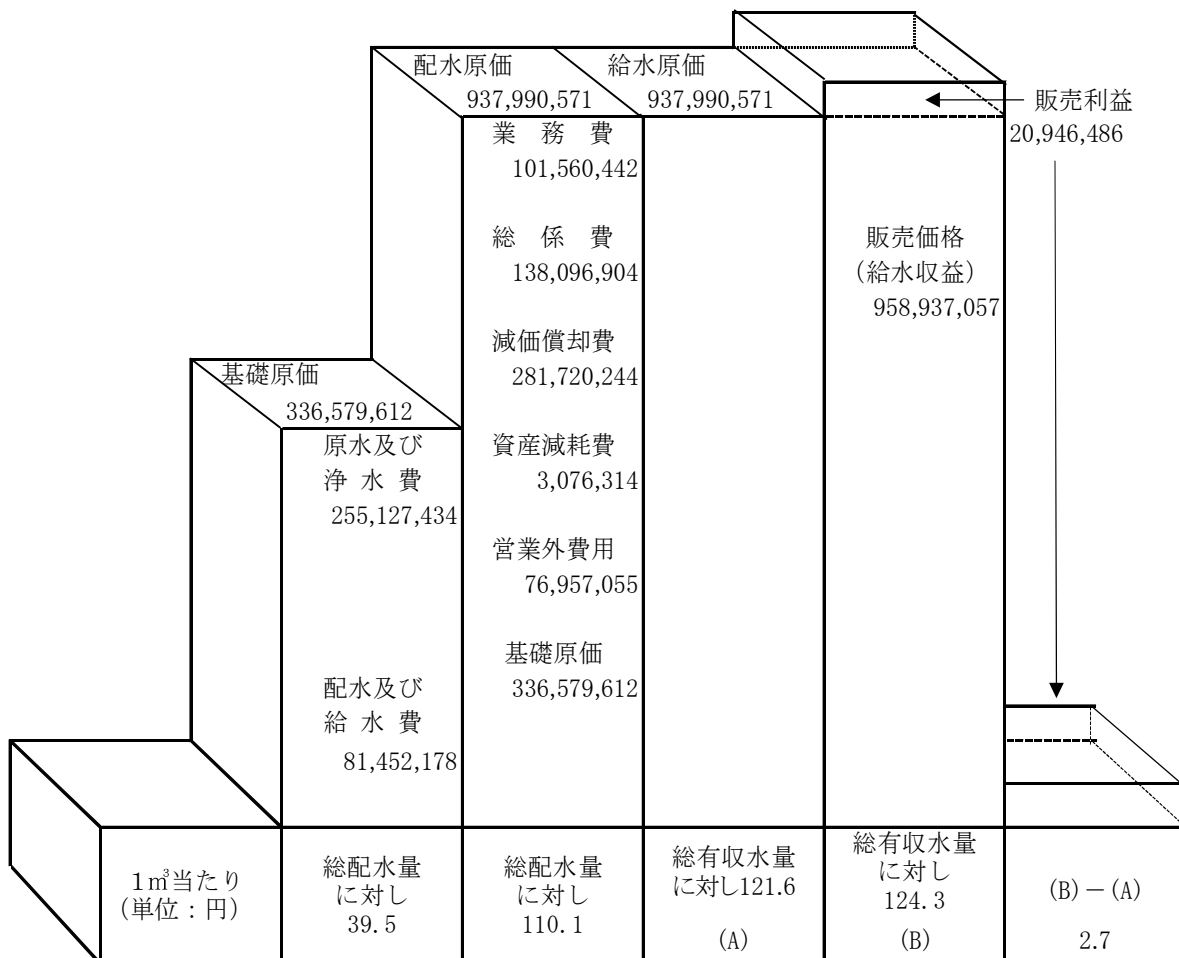 配水原価
937,990,571
給水原価
937,990,571
販売利益
20,946,486
業 務 費
101,560,442
総 係 費
138,096,904
減価償却費
281,720,244
資産減耗費
3,076,314
営業外費用
76,957,055
基礎原価
336,579,612
販売価格
(給水収益)
958,937,057
基礎原価
336,579,612
原水及び
浄 水 費
255,127,434
配水及び
給 水 費
81,452,178
1㎥当たり
(単位：円)
総配水量
に対し
39.5
総配水量
に対し
110.1
総有収水量
に対し121.6
(A)
総有収水量
に対し
124.3
(B)
(B)－(A)
2.7